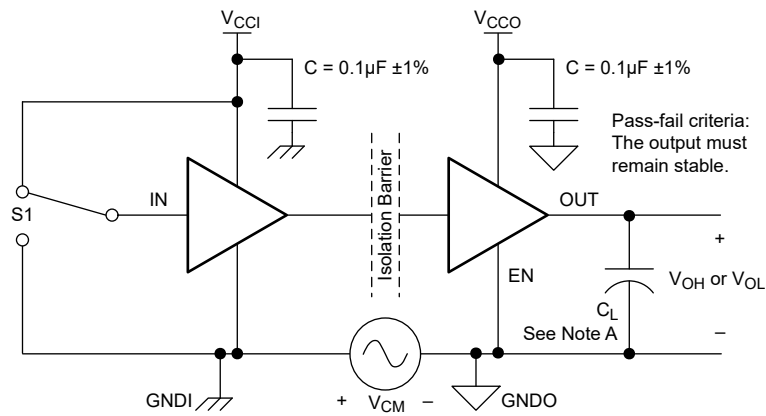 VCCI
VCCO
C = 0.1µF ±1%
C = 0.1µF ±1%
Pass-fail criteria:
The output must
remain stable.
Isolation Barrier
IN
OUT
S1
EN
+
VOH or VOL
CL
See Note A
–
GNDI
+ VCM –
GNDO